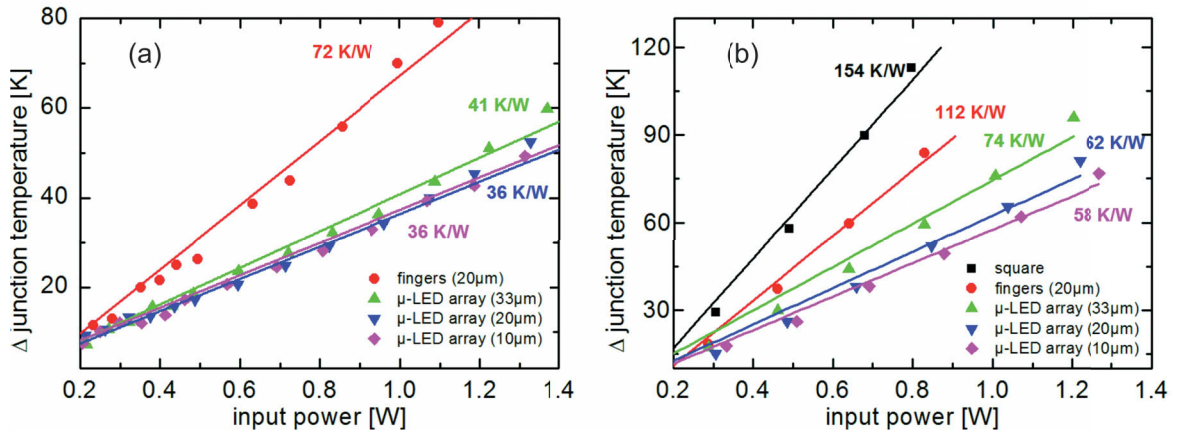 (a)
72 K/W
41 K/W
36 K/W
36 K/W
fingers (20µm)
µ-LED array (33µm)
µ-LED array (20µm)
µ-LED array (10µm)
80
60
40
20
0.2 0.4 0.6 0.8 1.0 1.2 1.4
Δ junction temperature [K]
input power [W]
(b)
154 K/W
112 K/W
74 K/W
62 K/W
58 K/W
square
fingers (20µm)
µ-LED array (33µm)
µ-LED array (20µm)
µ-LED array (10µm)
120
90
60
30
0.2 0.4 0.6 0.8 1.0 1.2 1.4
Δ junction temperature [K]
input power [W]